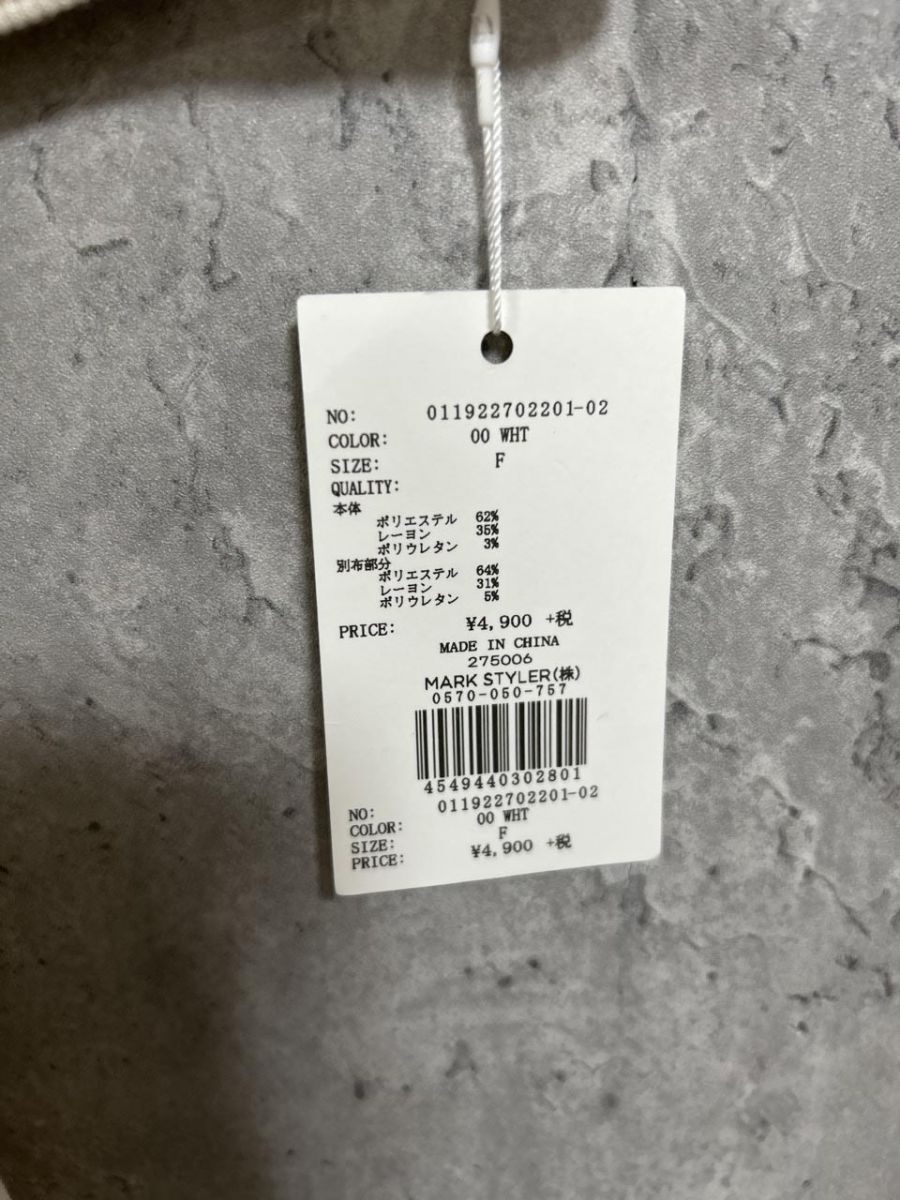 NO: 011922702201-02
COLOR: 00 WHT
SIZE: F
QUALITY:
本体
ポリエステル 62%
レーヨン 35%
ポリウレタン 3%
別布部分
ポリエステル 64%
レーヨン 31%
ポリウレタン 5%
PRICE: ¥4,900 +税
MADE IN CHINA
275006
MARK STYLER(株)
0570-050-757
4549440302801
NO: 011922702201-02
COLOR: 00 WHT
SIZE: F
PRICE: ¥4,900 +税